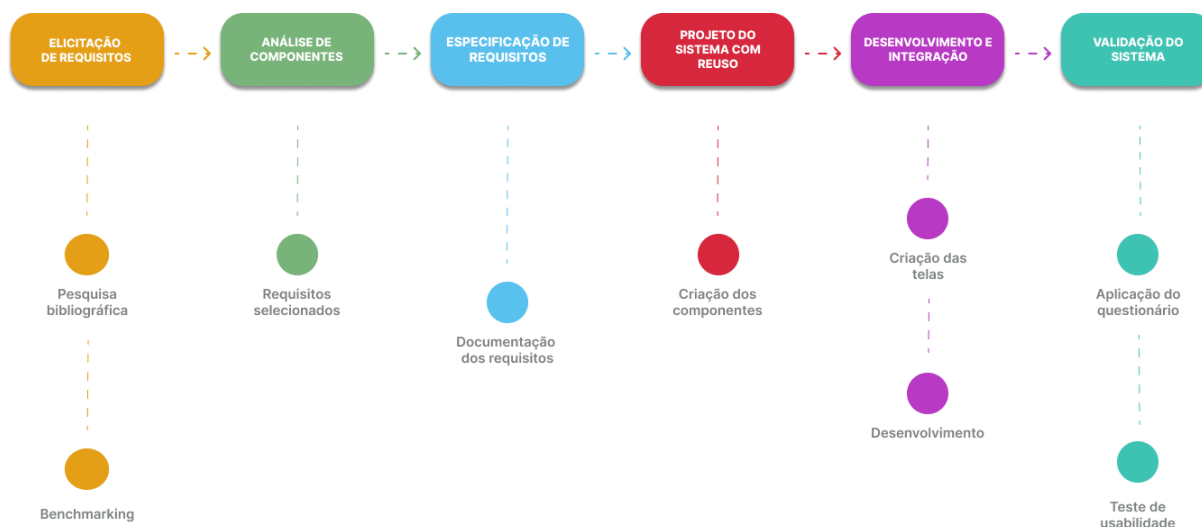 ELICITAÇÃO
DE REQUISITOS
ANÁLISE DE
COMPONENTES
ESPECIFICAÇÃO DE
REQUISITOS
PROJETO DO
SISTEMA COM
REUSO
DESENVOLVIMENTO E
INTEGRAÇÃO
VALIDAÇÃO DO
SISTEMA
Pesquisa
bibliográfica
Benchmarking
Requisitos
selecionados
Documentação
dos requisitos
Criação dos
componentes
Criação das
telas
Desenvolvimento
Aplicação do
questionário
Teste de
usabilidade